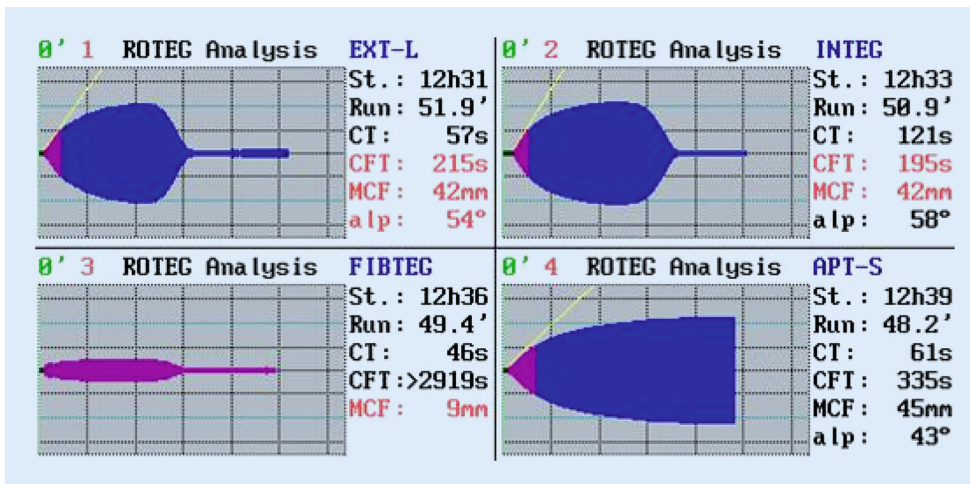 0' 1 ROTEG Analysis EXT-L
St.: 12h31
Run: 51.9'
CT: 57s
CFT: 215s
MCF: 42mm
alp: 54°
0' 2 ROTEG Analysis INTEG
St.: 12h33
Run: 50.9'
CT: 121s
CFT: 195s
MCF: 42mm
alp: 58°
0' 3 ROTEG Analysis FIBTEG
St.: 12h36
Run: 49.4'
CT: 46s
CFT:>2919s
MCF: 9mm
0' 4 ROTEG Analysis APT-S
St.: 12h39
Run: 48.2'
CT: 61s
CFT: 335s
MCF: 45mm
alp: 43°